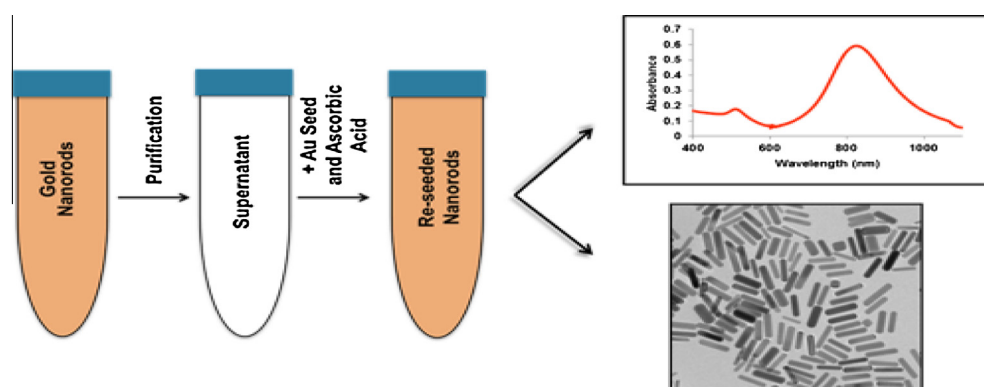 Gold
Nanorods
Purification
Supernatant
+ Au Seed
and Ascorbic
Acid
Re-seeded
Nanorods
Absorbance
0.7
0.6
0.5
0.4
0.3
0.2
0.1
0
400
600
800
1000
Wavelength (nm)